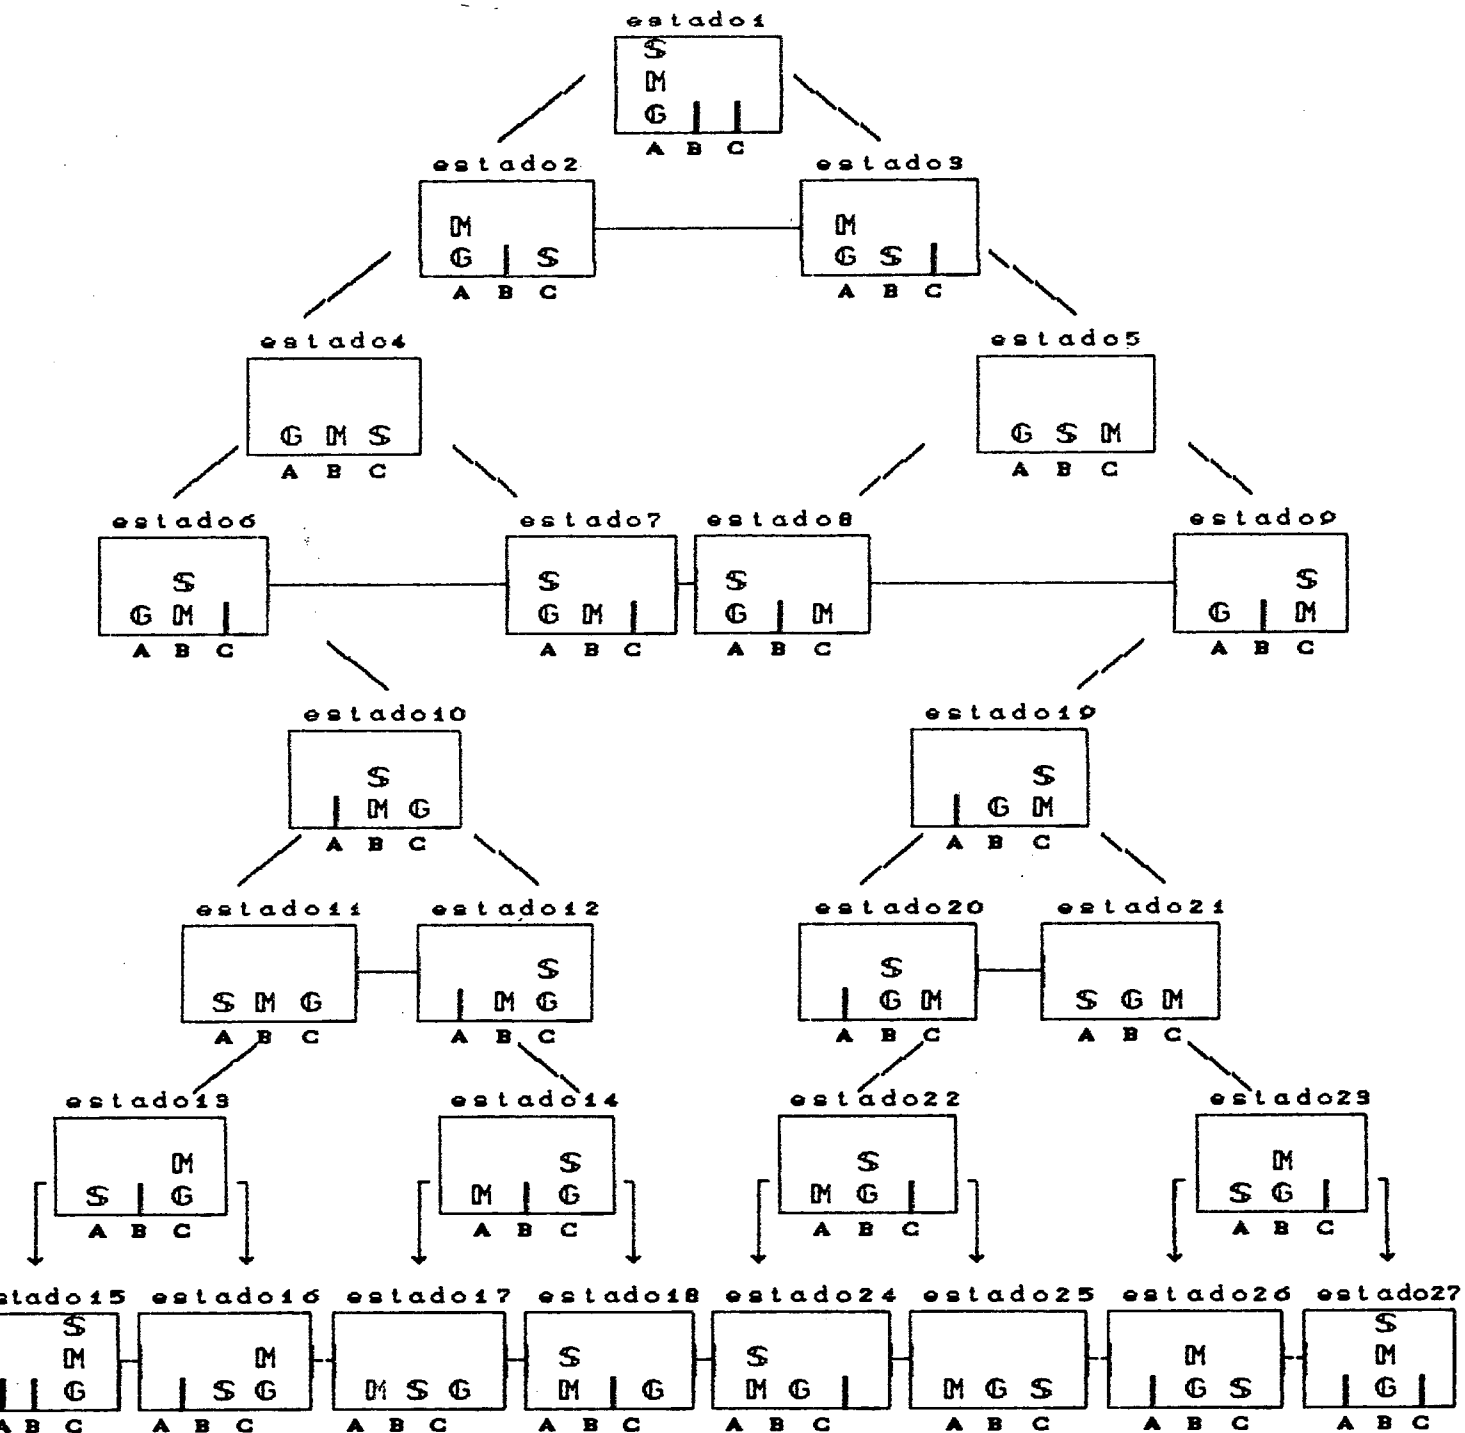 estado1
S
M
G
A B C
estado2 estado3
M M
G S G S
A B C A B C
estado4 estado5
G M S G S M
A B C A B C
estado6 estado7 estado8 estado9
S S S S
G M G M G M G M
A B C A B C A B C A B C
estado10 estado19
S S
M G G M
A B C A B C
estado11 estado12 estado20 estado21
S S
S M G M G G M S G M
A B C A B C A B C A B C
estado13 estado14 estado22 estado23
M S S M
S G M G M G S G
A B C A B C A B C A B C
stado15 estado16 estado17 estado18 estado24 estado25 estado26 estado27
S S
M M S S M M
G S G M S G M G M G M G S G S G
A B C A B C A B C A B C A B C A B C A B C A B C